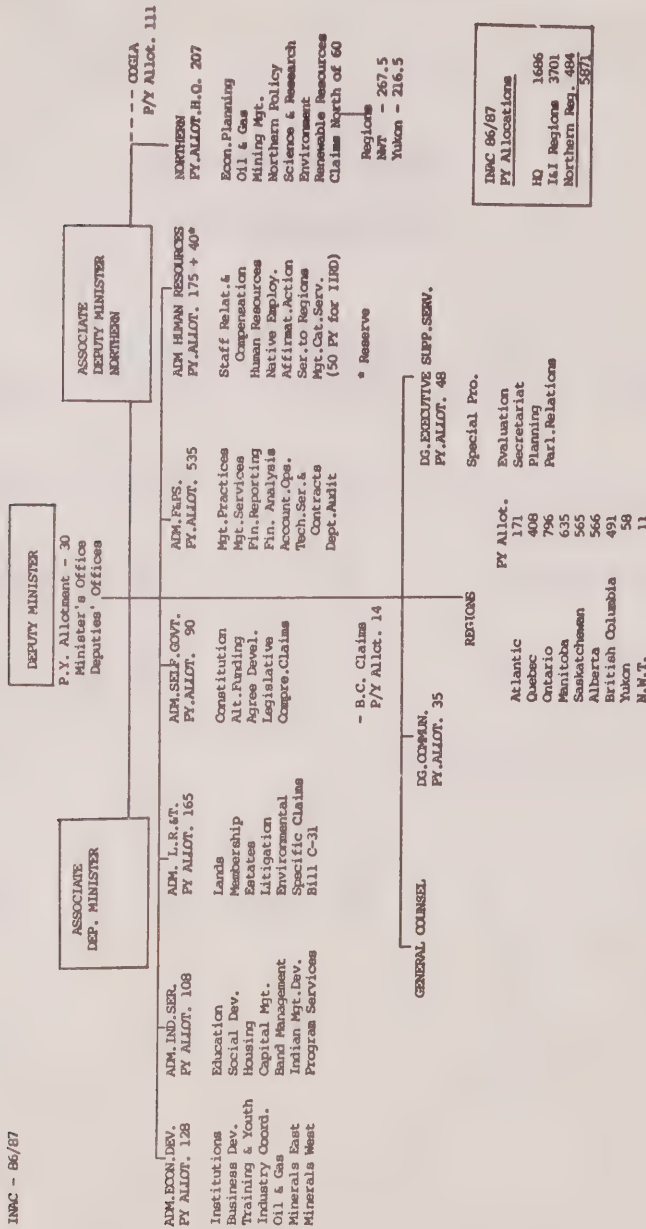 INAC - 86/87
DEPUTY MINISTER
P.Y. Allotment - 30
Minister's Office
Deputies' Offices
ASSOCIATE
DEP. MINISTER
ASSOCIATE
DEPUTY MINISTER
NORTHERN
COGLA
P/Y Allot. 111
ADM.ECON.DEV.
PY ALLOT. 128
Institutions
Business Dev.
Training & Youth
Industry Coord.
Oil & Gas
Minerals East
Minerals West
ADM.IND.SER.
PY ALLOT. 108
Education
Social Dev.
Housing
Capital Mgt.
Band Management
Indian Mgt.Dev.
Program Services
ADM. L.R.&T.
PY ALLOT. 165
Lands
Membership
Estates
Litigation
Environmental
Specific Claims
Bill C-31
ADM.SELF.GOVT.
PY.ALLOT. 90
Constitution
Alt.Funding
Agree Devel.
Legislative
Compre.Claims
- B.C. Claims
P/Y Allot. 14
ADM.F&PS.
PY.ALLOT. 535
Mgt.Practices
Mgt.Services
Fin.Reporting
Fin. Analysis
Account.Ops.
Tech.Ser.&
Contracts
Dept.Audit
ADM HUMAN RESOURCES
PY.ALLOT. 175 + 40*
Staff Relat.&
Compensation
Human Resources
Native Employ.
Affirmat.Action
Ser.to Regions
Mgt.Cat.Serv.
(50 PY for IIRD)
* Reserve
NORTHERN
PY.ALLOT.H.Q. 207
Econ.Planning
Oil & Gas
Mining Mgt.
Northern Policy
Science & Research
Environment
Renewable Resources
Claims North of 60
Regions
NWT - 267.5
Yukon - 216.5
GENERAL COUNSEL
DG.COMMUN.
PY.ALLOT. 35
DG.EXECUTIVE SUPP.SERV.
PY.ALLOT. 48
Special Pro.
Evaluation
Secretariat
Planning
Parl.Relations
REGIONS
PY Allot.
Atlantic 171
Quebec 408
Ontario 796
Manitoba 635
Saskatchewan 565
Alberta 566
British Columbia 491
Yukon 58
N.W.T. 11
INAC 86/87
PY Allocations
HQ 1686
I&I Regions 3701
Northern Reg. 484
5871